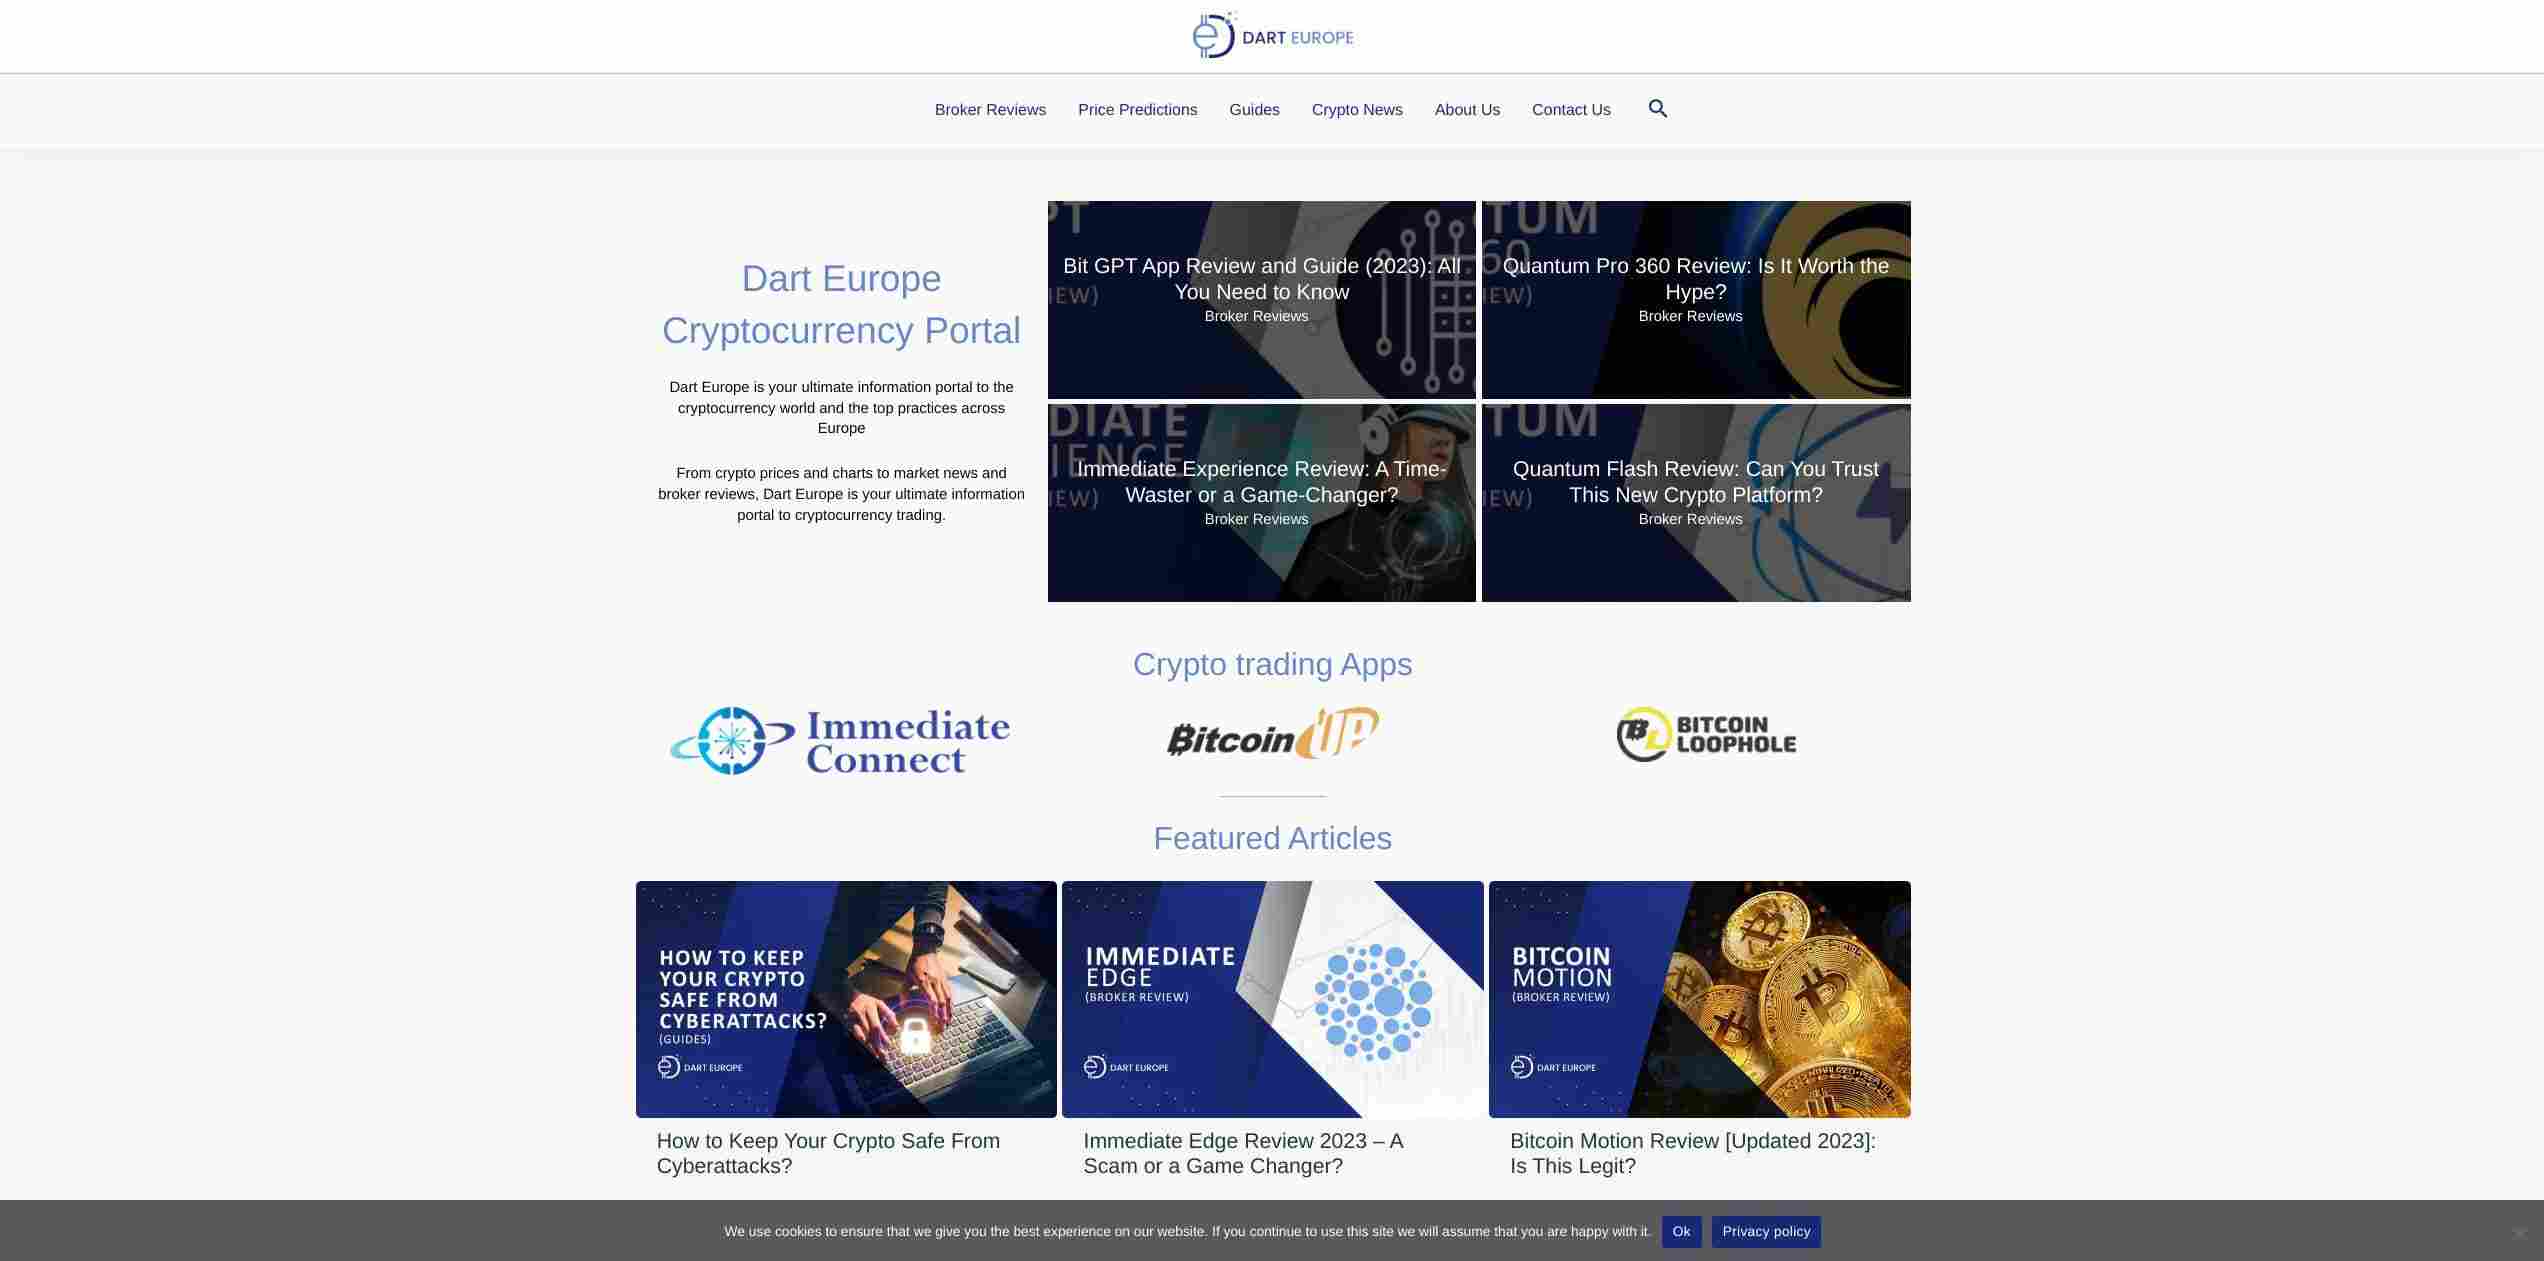 DART EUROPE
Broker Reviews
Price Predictions
Guides
Crypto News
About Us
Contact Us
Dart Europe
Cryptocurrency Portal
Dart Europe is your ultimate information portal to the
cryptocurrency world and the top practices across
Europe
From crypto prices and charts to market news and
broker reviews, Dart Europe is your ultimate information
portal to cryptocurrency trading.
Bit GPT App Review and Guide (2023): All
You Need to Know
Broker Reviews
Quantum Pro 360 Review: Is It Worth the
Hype?
Broker Reviews
Immediate Experience Review: A Time-
Waster or a Game-Changer?
Broker Reviews
Quantum Flash Review: Can You Trust
This New Crypto Platform?
Broker Reviews
Crypto trading Apps
Immediate
Connect
Bitcoin UP
BITCOIN
LOOPHOLE
Featured Articles
HOW TO KEEP
YOUR CRYPTO
SAFE FROM
CYBERATTACKS?
(GUIDES)
DART EUROPE
IMMEDIATE
EDGE
(BROKER REVIEW)
DART EUROPE
BITCOIN
MOTION
(BROKER REVIEW)
DART EUROPE
How to Keep Your Crypto Safe From
Cyberattacks?
Immediate Edge Review 2023 – A
Scam or a Game Changer?
Bitcoin Motion Review [Updated 2023]:
Is This Legit?
We use cookies to ensure that we give you the best experience on our website. If you continue to use this site we will assume that you are happy with it.
Ok
Privacy policy